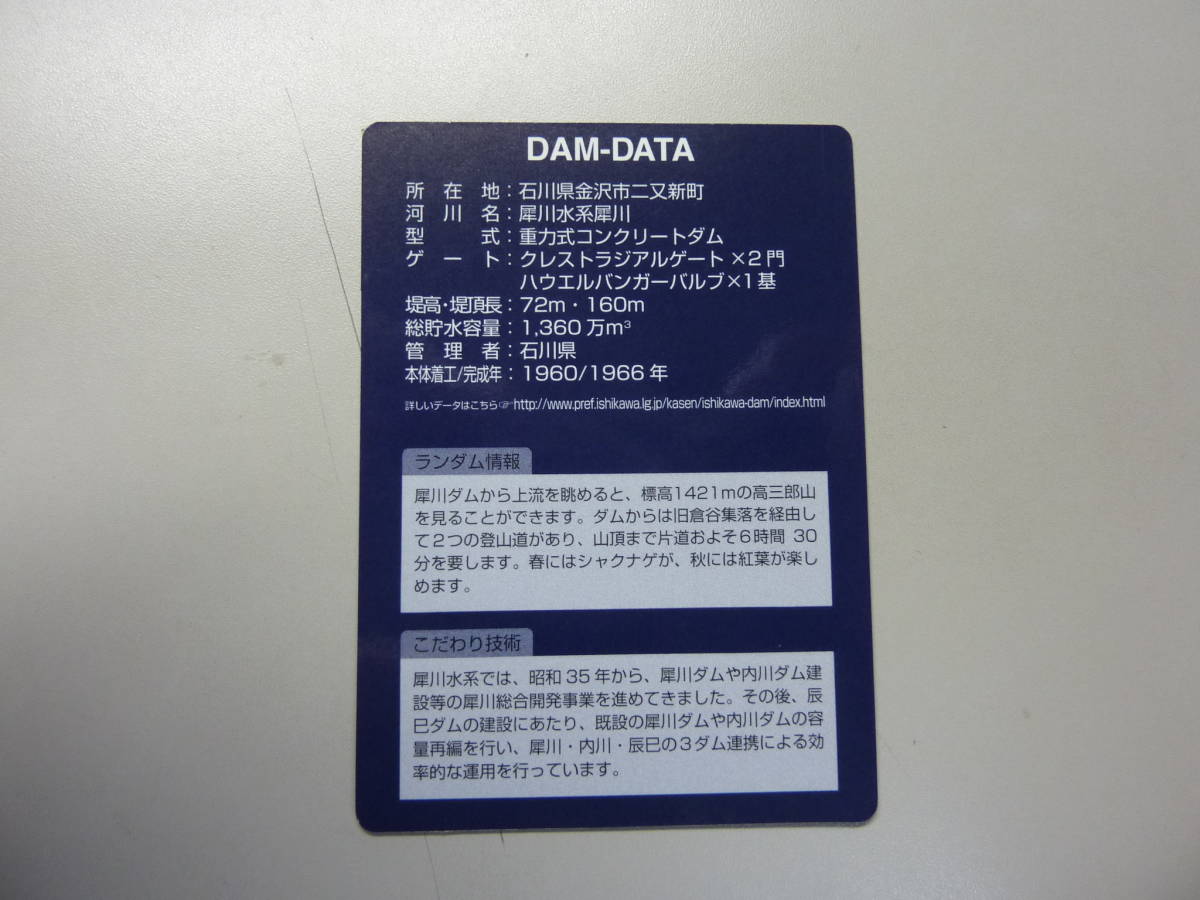 DAM-DATA
所在地：石川県金沢市二又新町
河川名：犀川水系犀川
型式：重力式コンクリートダム
ゲート：クレストラジアルゲート×2門
ハウエルバンガーバルブ×1基
堤高・堤頂長：72m・160m
総貯水容量：1,360万m³
管理者：石川県
本体着工/完成年：1960/1966年
詳しいデータはこちら☞http://www.pref.ishikawa.lg.jp/kasen/ishikawa-dam/index.html
ランダム情報
犀川ダムから上流を眺めると、標高1421mの高三郎山
を見ることができます。ダムからは旧倉谷集落を経由し
て2つの登山道があり、山頂まで片道およそ6時間30
分を要します。春にはシャクナゲが、秋には紅葉が楽し
めます。
こだわり技術
犀川水系では、昭和35年から、犀川ダムや内川ダム建
設等の犀川総合開発事業を進めてきました。その後、辰
巳ダムの建設にあたり、既設の犀川ダムや内川ダムの容
量再編を行い、犀川・内川・辰巳の3ダム連携による効
率的な運用を行っています。